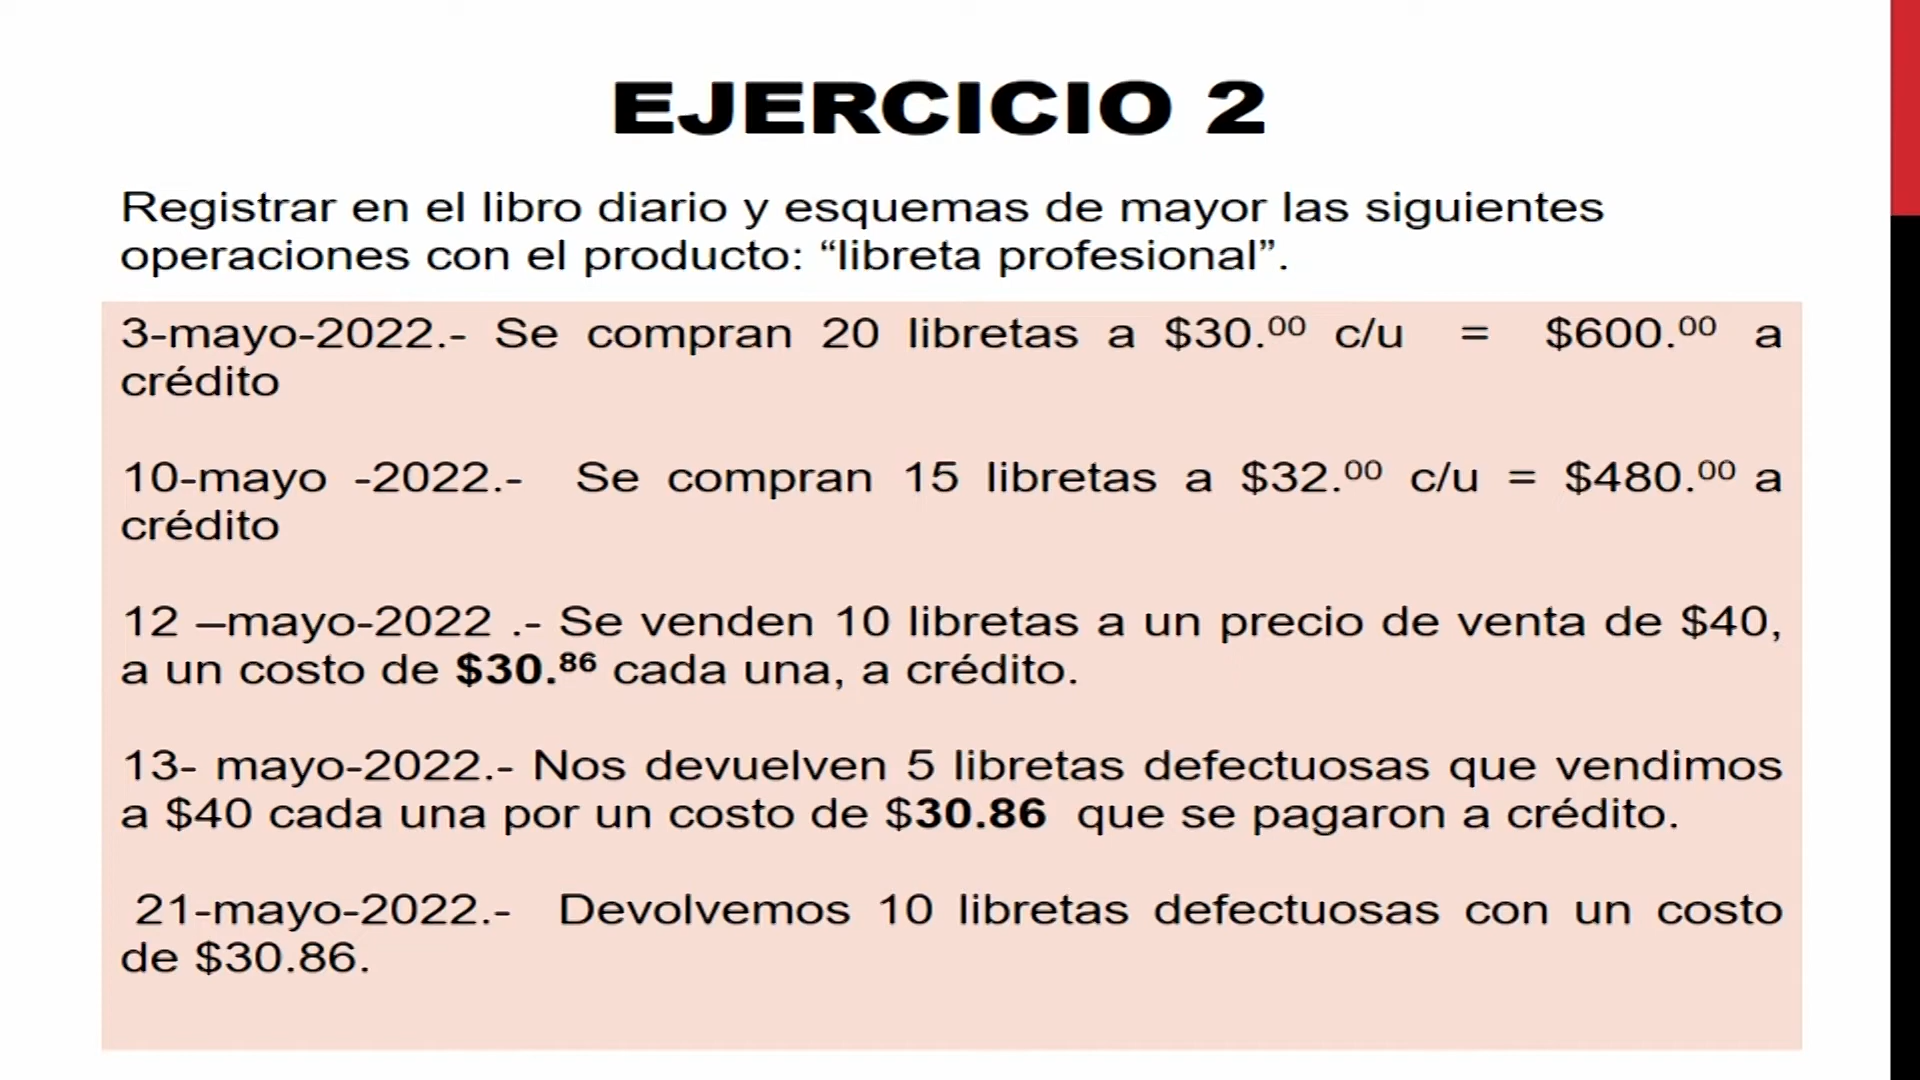 EJERCICIO 2
Registrar en el libro diario y esquemas de mayor las siguientes
operaciones con el producto: “libreta profesional”.
3-mayo-2022.- Se compran 20 libretas a $30.⁰⁰ c/u = $600.⁰⁰ a
crédito
10-mayo -2022.- Se compran 15 libretas a $32.⁰⁰ c/u = $480.⁰⁰ a
crédito
12 –mayo-2022 .- Se venden 10 libretas a un precio de venta de $40,
a un costo de $30.⁸⁶ cada una, a crédito.
13- mayo-2022.- Nos devuelven 5 libretas defectuosas que vendimos
a $40 cada una por un costo de $30.86 que se pagaron a crédito.
21-mayo-2022.- Devolvemos 10 libretas defectuosas con un costo
de $30.86.